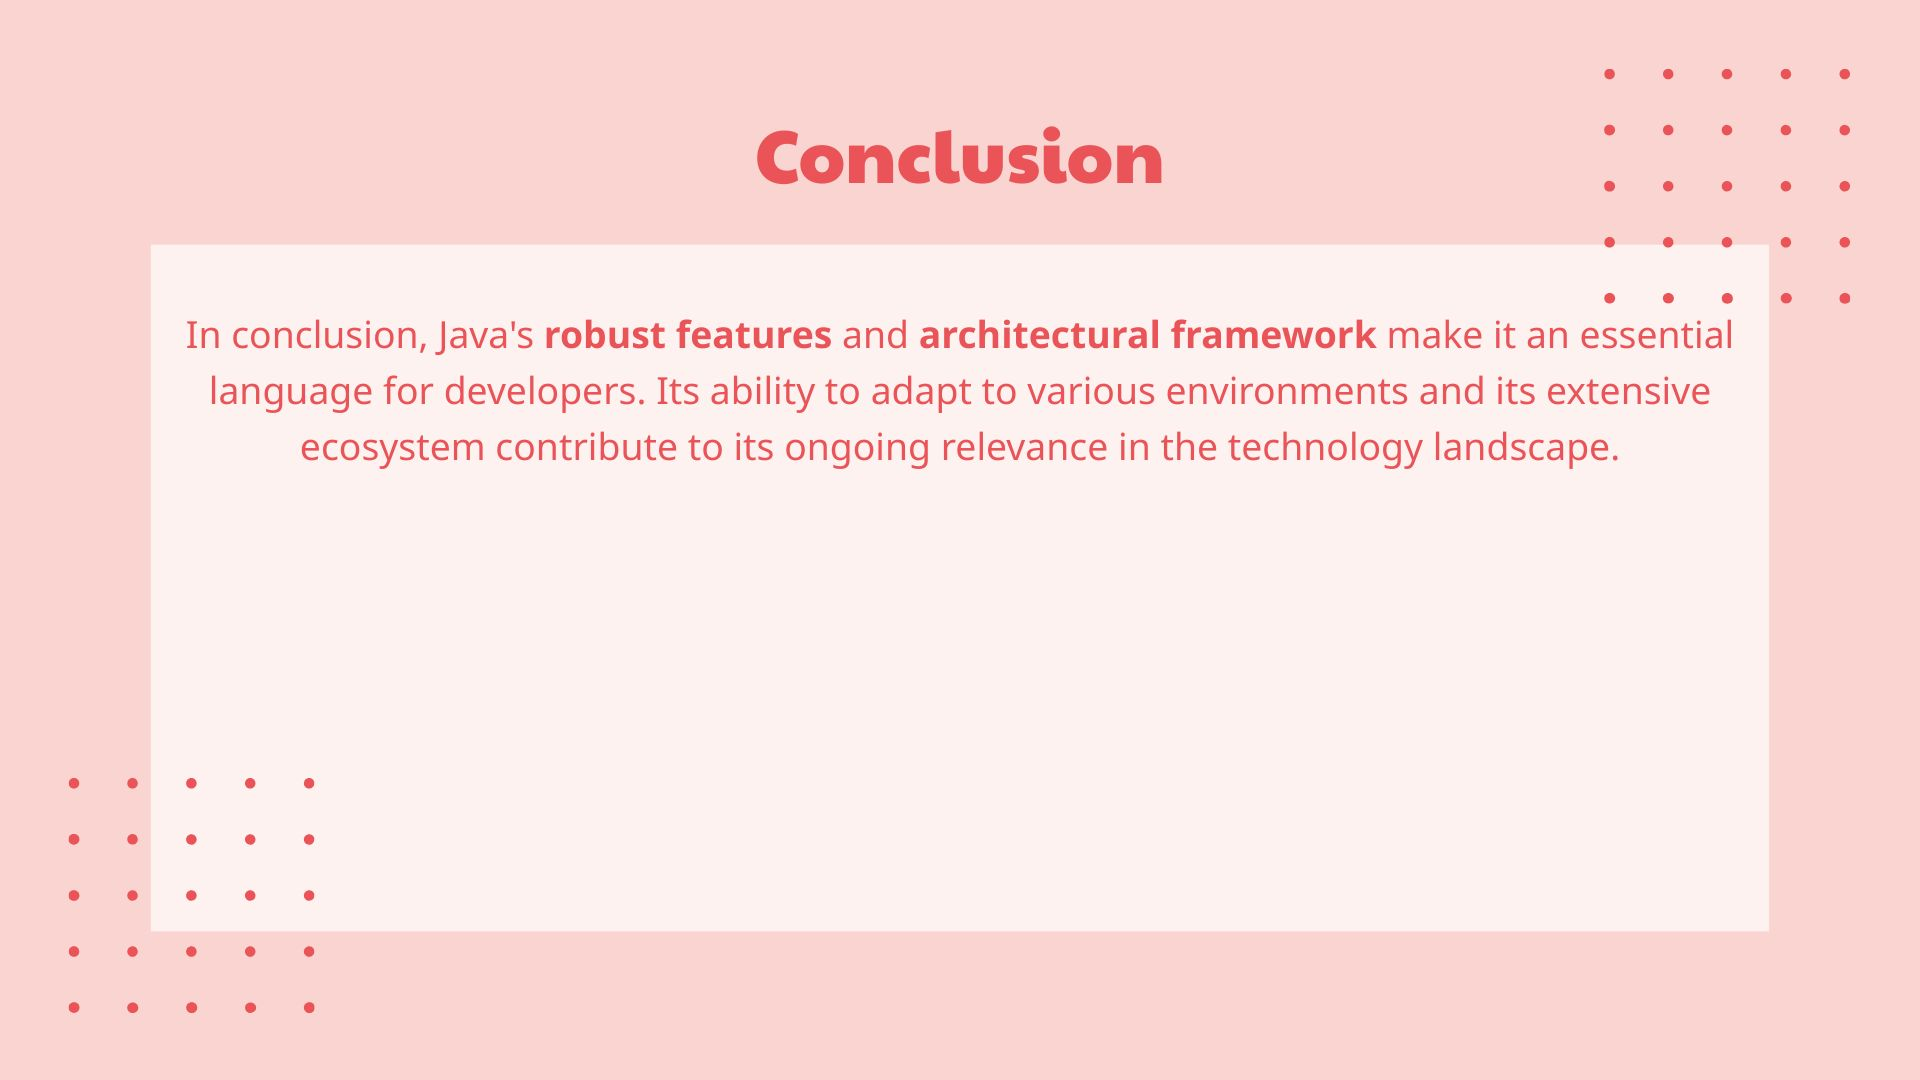 Conclusion
In conclusion, Java's robust features and architectural framework make it an essential
language for developers. Its ability to adapt to various environments and its extensive
ecosystem contribute to its ongoing relevance in the technology landscape.